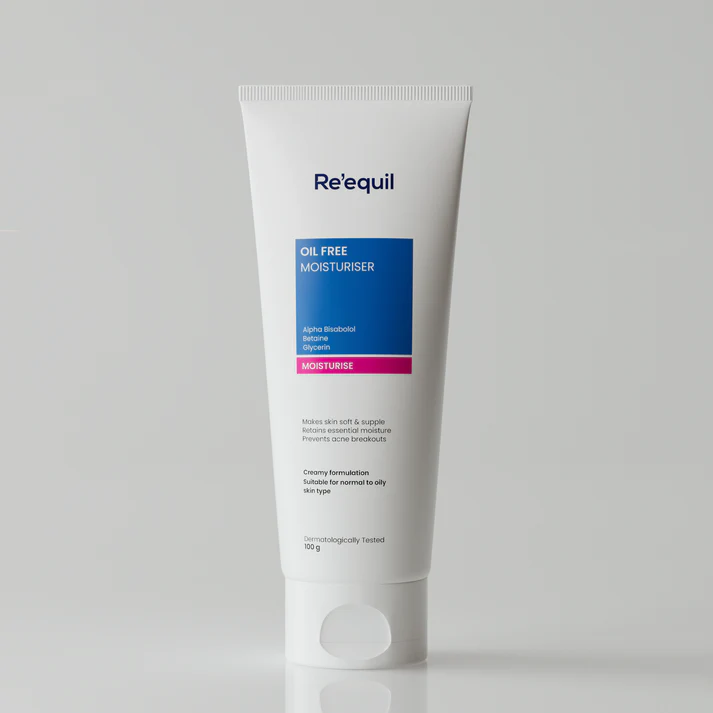 Re'equil
OIL FREE
MOISTURISER
Alpha Bisabolol
Betaine
Glycerin
MOISTURISE
Makes skin soft & supple
Retains essential moisture
Prevents acne breakouts
Creamy formulation
Suitable for normal to oily
skin type
Dermatologically Tested
100 g